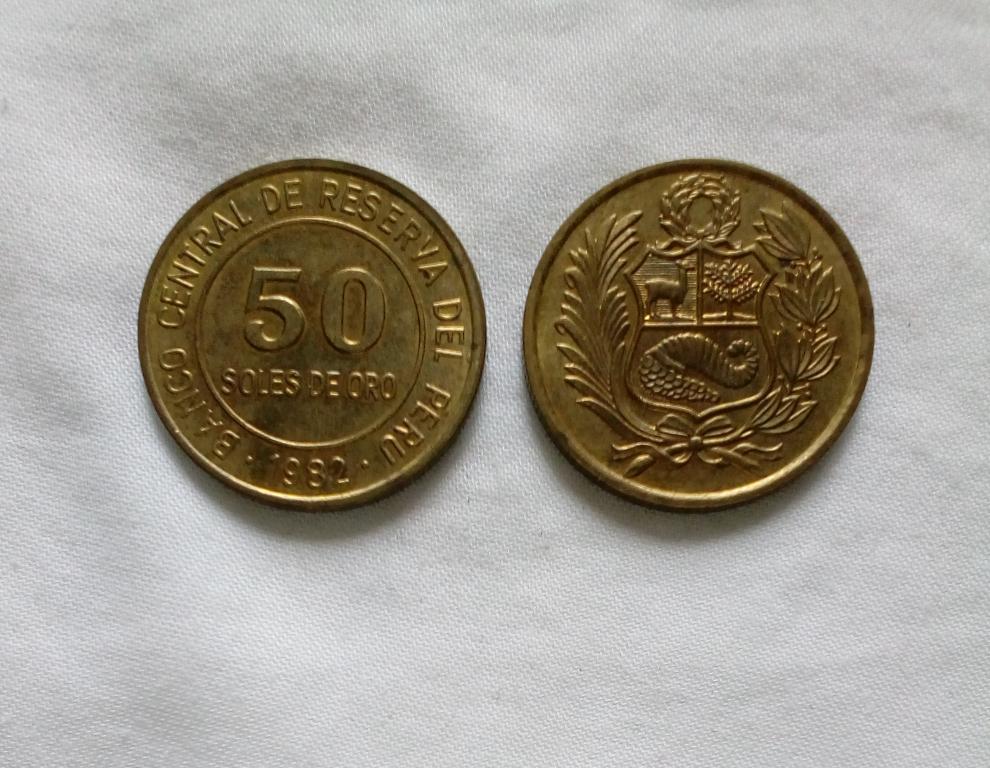 BANCO CENTRAL DE RESERVA DEL PERU
50
SOLES DE ORO
· 1982 ·